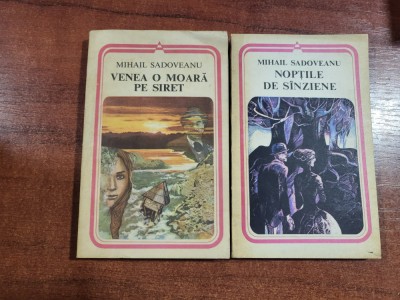 MIHAIL SADOVEANU
VENEA O MOARĂ
PE SIRET
MIHAIL SADOVEANU
NOPȚILE
DE SÎNZIENE